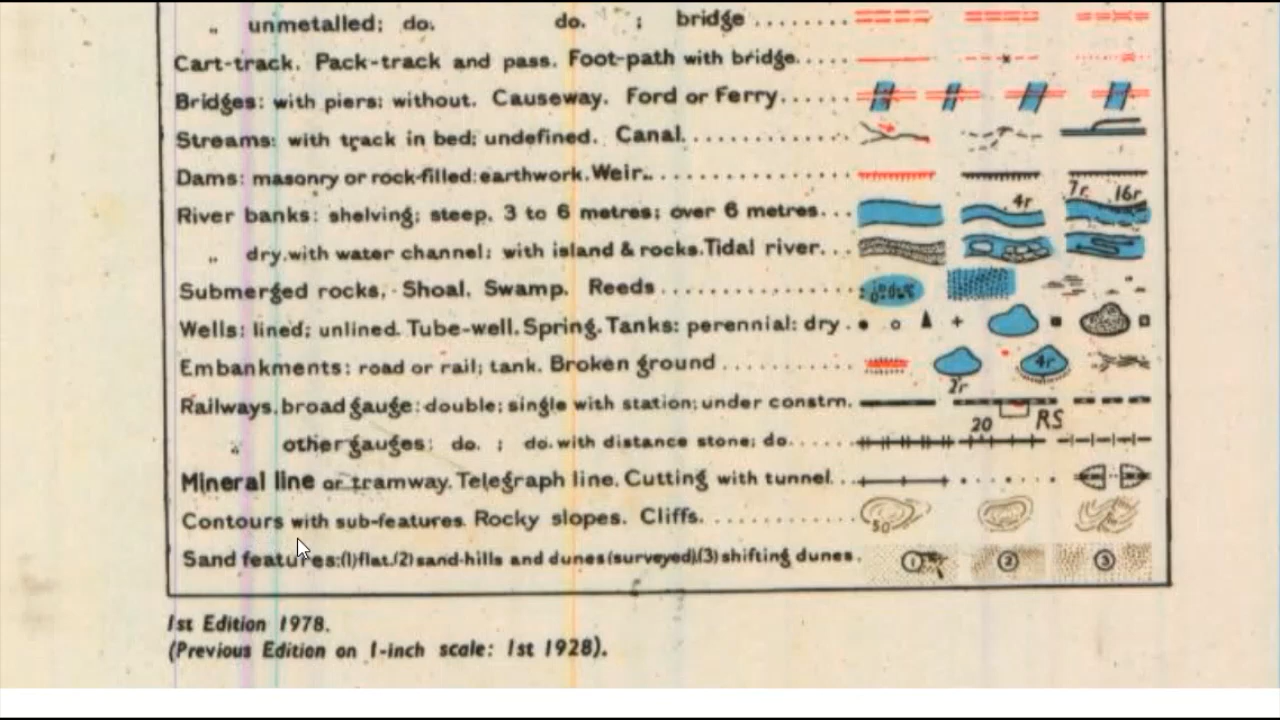 „ unmetalled; do. do. ; bridge ........
Cart-track. Pack-track and pass. Foot-path with bridge.....
Bridges: with piers; without. Causeway. Ford or Ferry.......
Streams: with track in bed; undefined. Canal.................
Dams: masonry or rock-filled; earthwork. Weir..................
River banks: shelving; steep, 3 to 6 metres; over 6 metres... 4r 7r 16r
„ dry, with water channel; with island & rocks. Tidal river...
Submerged rocks. Shoal. Swamp. Reeds ...................
Wells: lined; unlined. Tube-well. Spring. Tanks: perennial; dry .
Embankments: road or rail; tank. Broken ground ............ 2r 4r
Railways, broad gauge: double; single with station; under constrn. RS
„ other gauges: do. ; do. with distance stone; do...... 20
Mineral line or tramway. Telegraph line. Cutting with tunnel...
Contours with sub-features. Rocky slopes. Cliffs............. 50
Sand features: (1) flat. (2) sand-hills and dunes (surveyed). (3) shifting dunes. 1 2 3
1st Edition 1978.
(Previous Edition on 1-inch scale: 1st 1928).